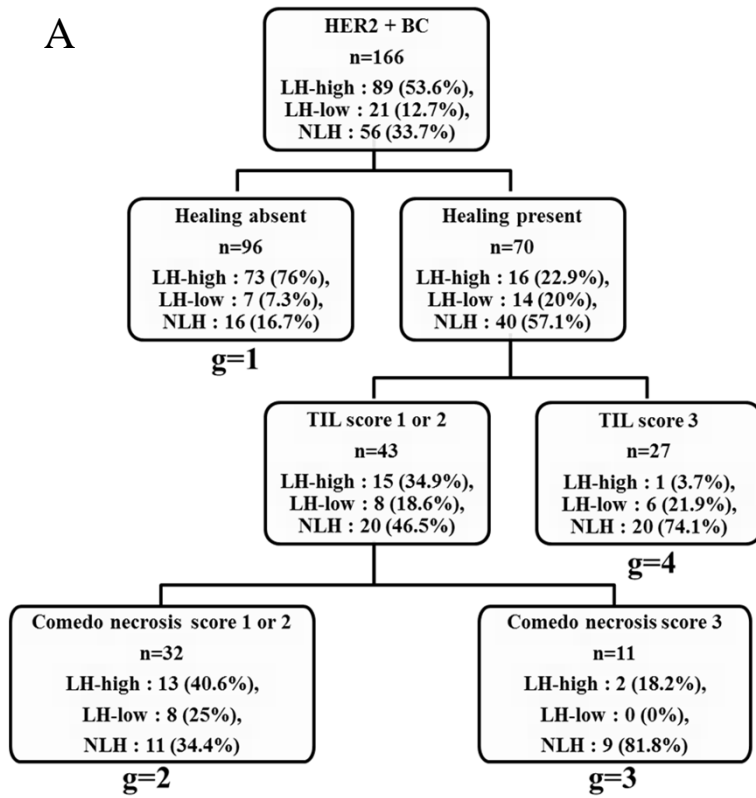 A
HER2 + BC
n=166
LH-high : 89 (53.6%),
LH-low : 21 (12.7%),
NLH : 56 (33.7%)
Healing absent
n=96
LH-high : 73 (76%),
LH-low : 7 (7.3%),
NLH : 16 (16.7%)
g=1
Healing present
n=70
LH-high : 16 (22.9%),
LH-low : 14 (20%),
NLH : 40 (57.1%)
TIL score 1 or 2
n=43
LH-high : 15 (34.9%),
LH-low : 8 (18.6%),
NLH : 20 (46.5%)
TIL score 3
n=27
LH-high : 1 (3.7%),
LH-low : 6 (21.9%),
NLH : 20 (74.1%)
g=4
Comedo necrosis score 1 or 2
n=32
LH-high : 13 (40.6%),
LH-low : 8 (25%),
NLH : 11 (34.4%)
g=2
Comedo necrosis score 3
n=11
LH-high : 2 (18.2%),
LH-low : 0 (0%),
NLH : 9 (81.8%)
g=3